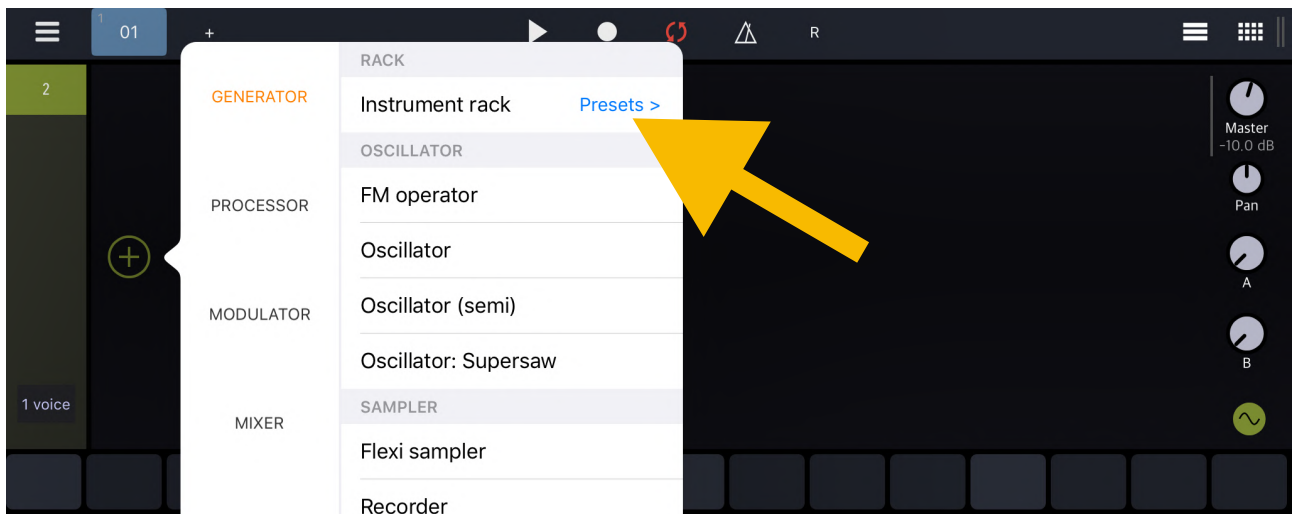 1
01
+
R
2
1 voice
GENERATOR
PROCESSOR
MODULATOR
MIXER
RACK
Instrument rack Presets >
OSCILLATOR
FM operator
Oscillator
Oscillator (semi)
Oscillator: Supersaw
SAMPLER
Flexi sampler
Recorder
Master
-10.0 dB
Pan
A
B